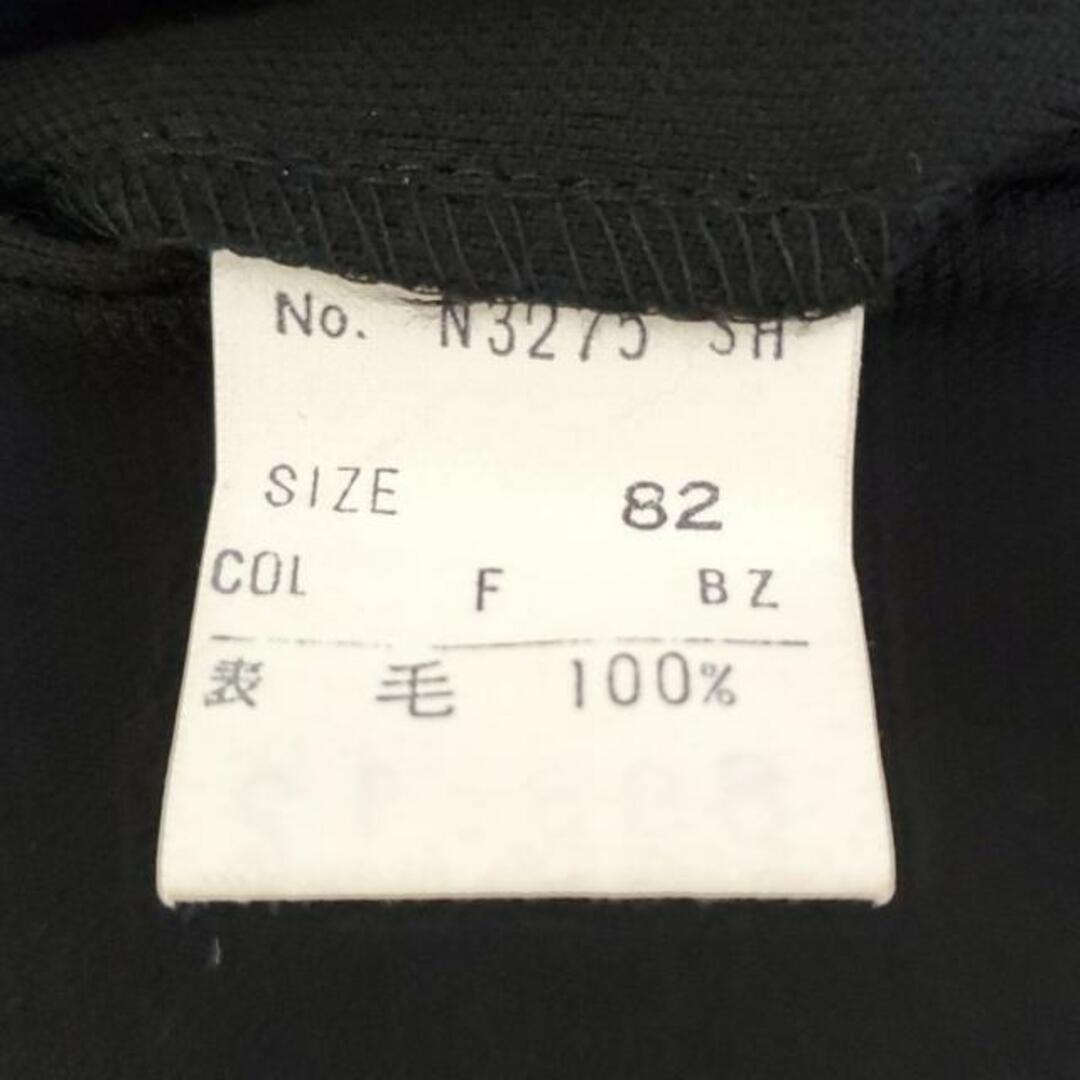 No. N3275 SH
SIZE 82
COL F BZ
表 毛 100%